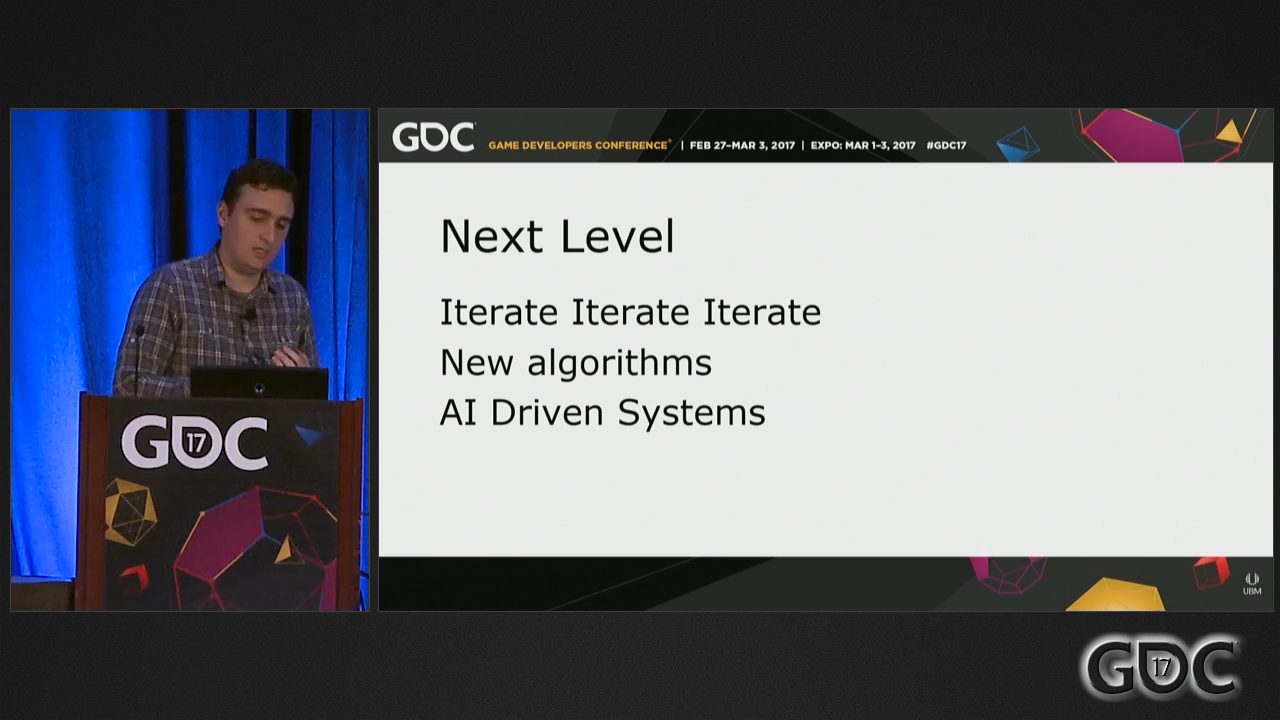 GDC
GAME DEVELOPERS CONFERENCE® | FEB 27–MAR 3, 2017 | EXPO: MAR 1–3, 2017 #GDC17
Next Level
Iterate Iterate Iterate
New algorithms
AI Driven Systems
GDC
17
UBM
GDC
17